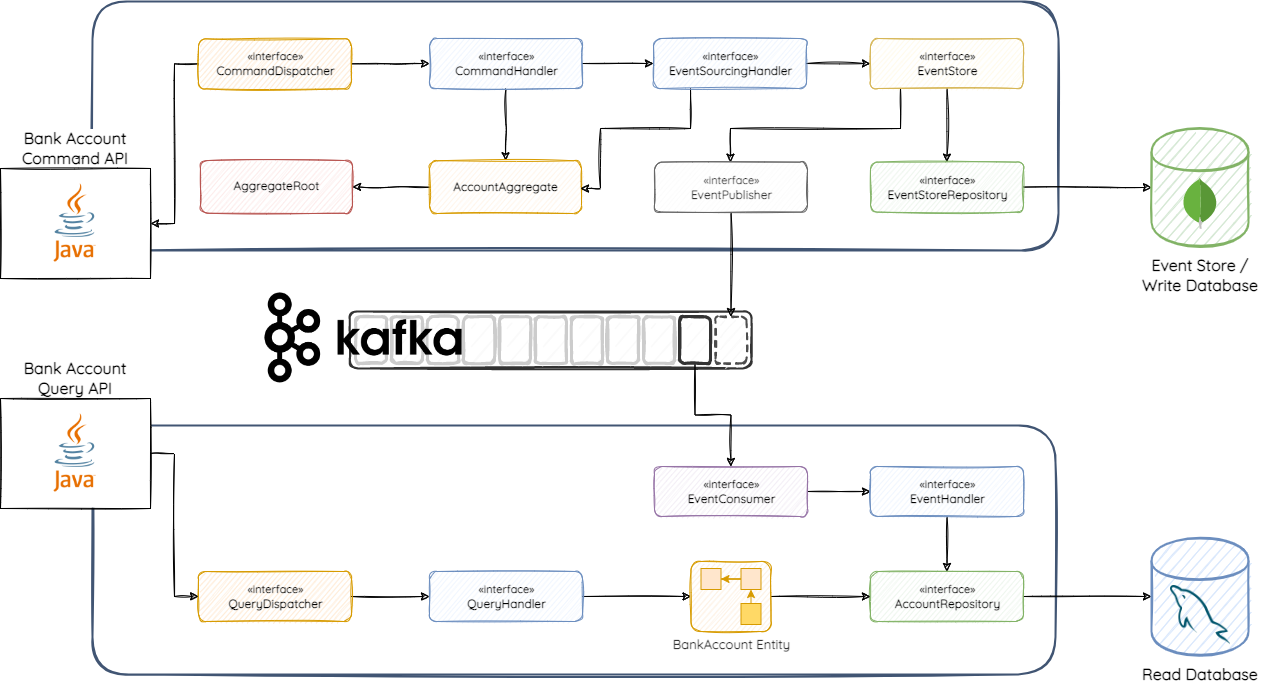 «interface»
CommandDispatcher
«interface»
CommandHandler
«interface»
EventSourcingHandler
«interface»
EventStore
Bank Account
Command API
Java
AggregateRoot
AccountAggregate
«interface»
EventPublisher
«interface»
EventStoreRepository
Event Store /
Write Database
kafka
Bank Account
Query API
Java
«interface»
EventConsumer
«interface»
EventHandler
«interface»
QueryDispatcher
«interface»
QueryHandler
BankAccount Entity
«interface»
AccountRepository
Read Database